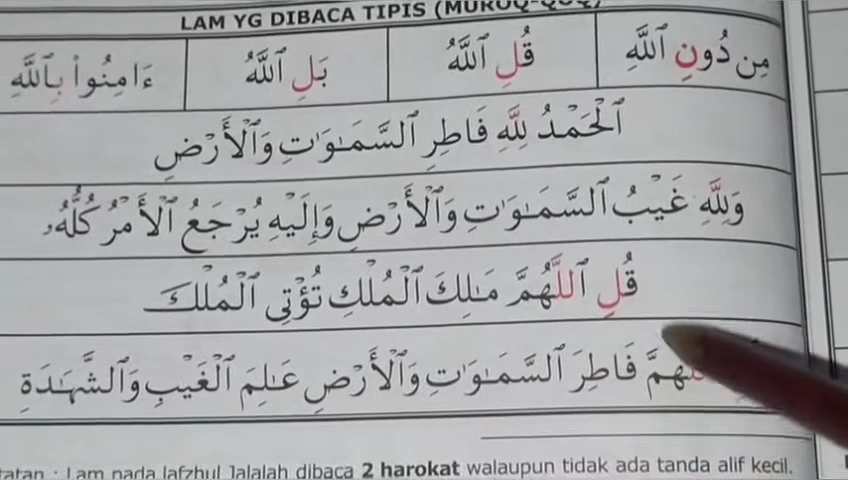 LAM YG DIBACA TIPIS (MUROQ-QOQ)
مِن دُونِ ٱللَّهِ قُلِ ٱللَّهُ بَلِ ٱللَّهُ ءَامِنُوا۟ بِٱللَّهِ
ٱلْحَمْدُ لِلَّهِ فَاطِرِ ٱلسَّمَـٰوَٰتِ وَٱلْأَرْضِ
وَلِلَّهِ غَيْبُ ٱلسَّمَـٰوَٰتِ وَٱلْأَرْضِ وَإِلَيْهِ يُرْجَعُ ٱلْأَمْرُ كُلُّهُۥ
قُلِ ٱللَّهُمَّ مَـٰلِكَ ٱلْمُلْكِ تُؤْتِى ٱلْمُلْكَ
فَاطِرَ ٱلسَّمَـٰوَٰتِ وَٱلْأَرْضِ عَـٰلِمَ ٱلْغَيْبِ وَٱلشَّهَـٰدَةِ
: Lam pada lafzhul Jalalah dibaca 2 harokat walaupun tidak ada tanda alif kecil.